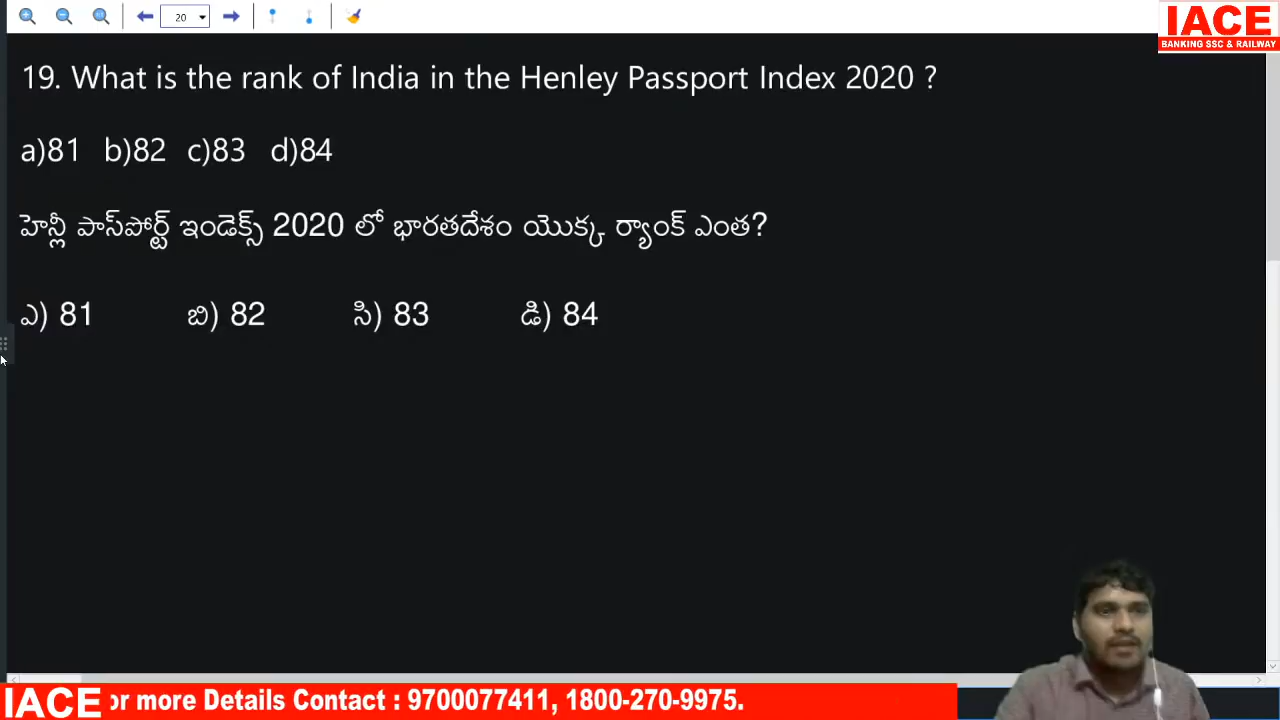 20
IACE
BANKING SSC & RAILWAY
19. What is the rank of India in the Henley Passport Index 2020 ?
a)81 b)82 c)83 d)84
హెన్లీ పాస్‌పోర్ట్ ఇండెక్స్ 2020 లో భారతదేశం యొక్క ర్యాంక్ ఎంత?
ఎ) 81 బి) 82 సి) 83 డి) 84
IACE or more Details Contact : 9700077411, 1800-270-9975.